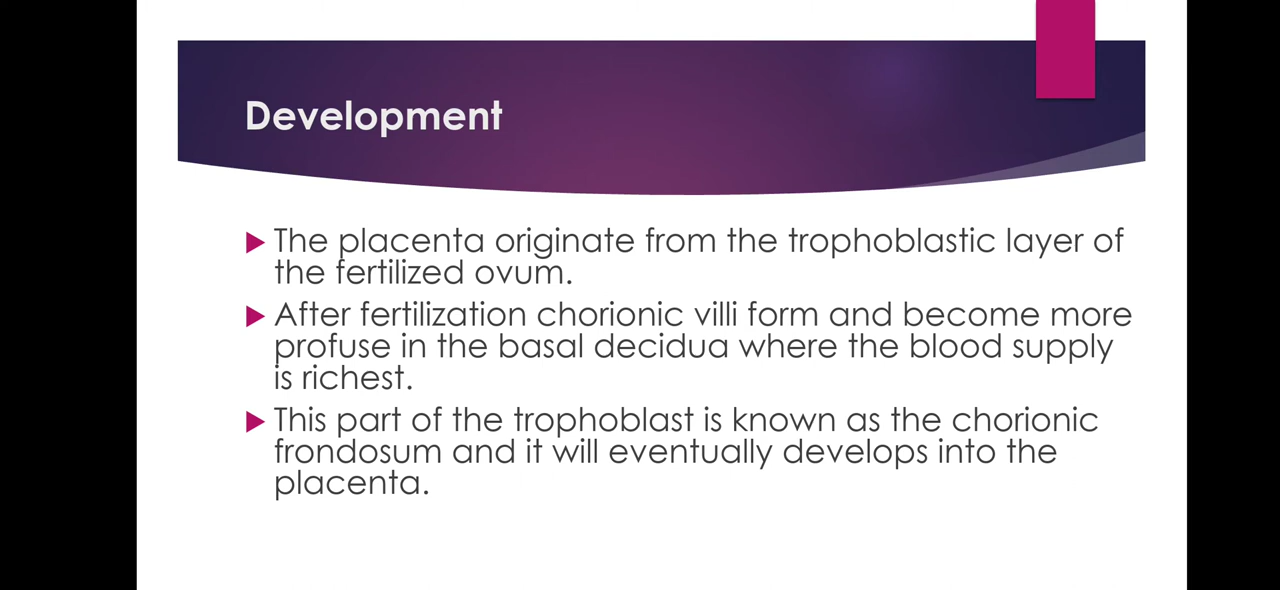 Development
The placenta originate from the trophoblastic layer of
the fertilized ovum.
After fertilization chorionic villi form and become more
profuse in the basal decidua where the blood supply
is richest.
This part of the trophoblast is known as the chorionic
frondosum and it will eventually develops into the
placenta.